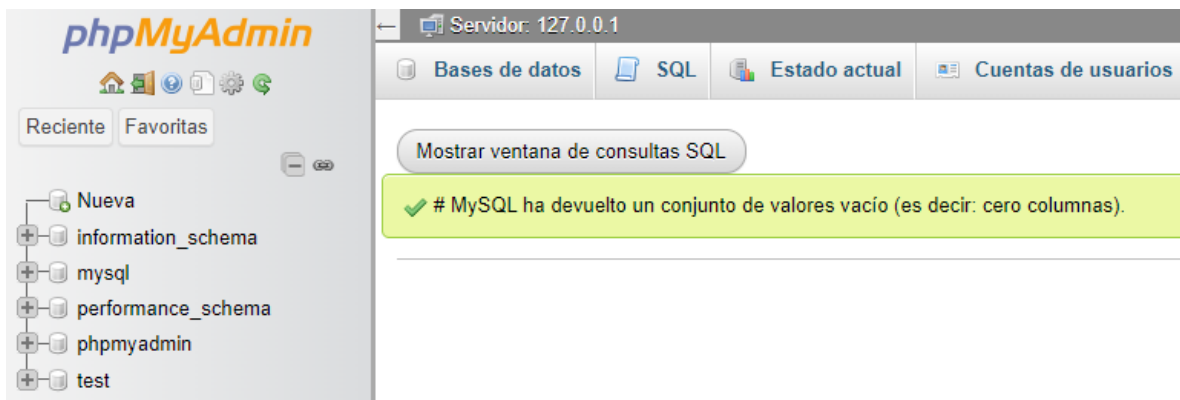 phpMyAdmin
Reciente Favoritas
Nueva
information_schema
mysql
performance_schema
phpmyadmin
test
Servidor: 127.0.0.1
Bases de datos SQL Estado actual Cuentas de usuarios
Mostrar ventana de consultas SQL
# MySQL ha devuelto un conjunto de valores vacío (es decir: cero columnas).